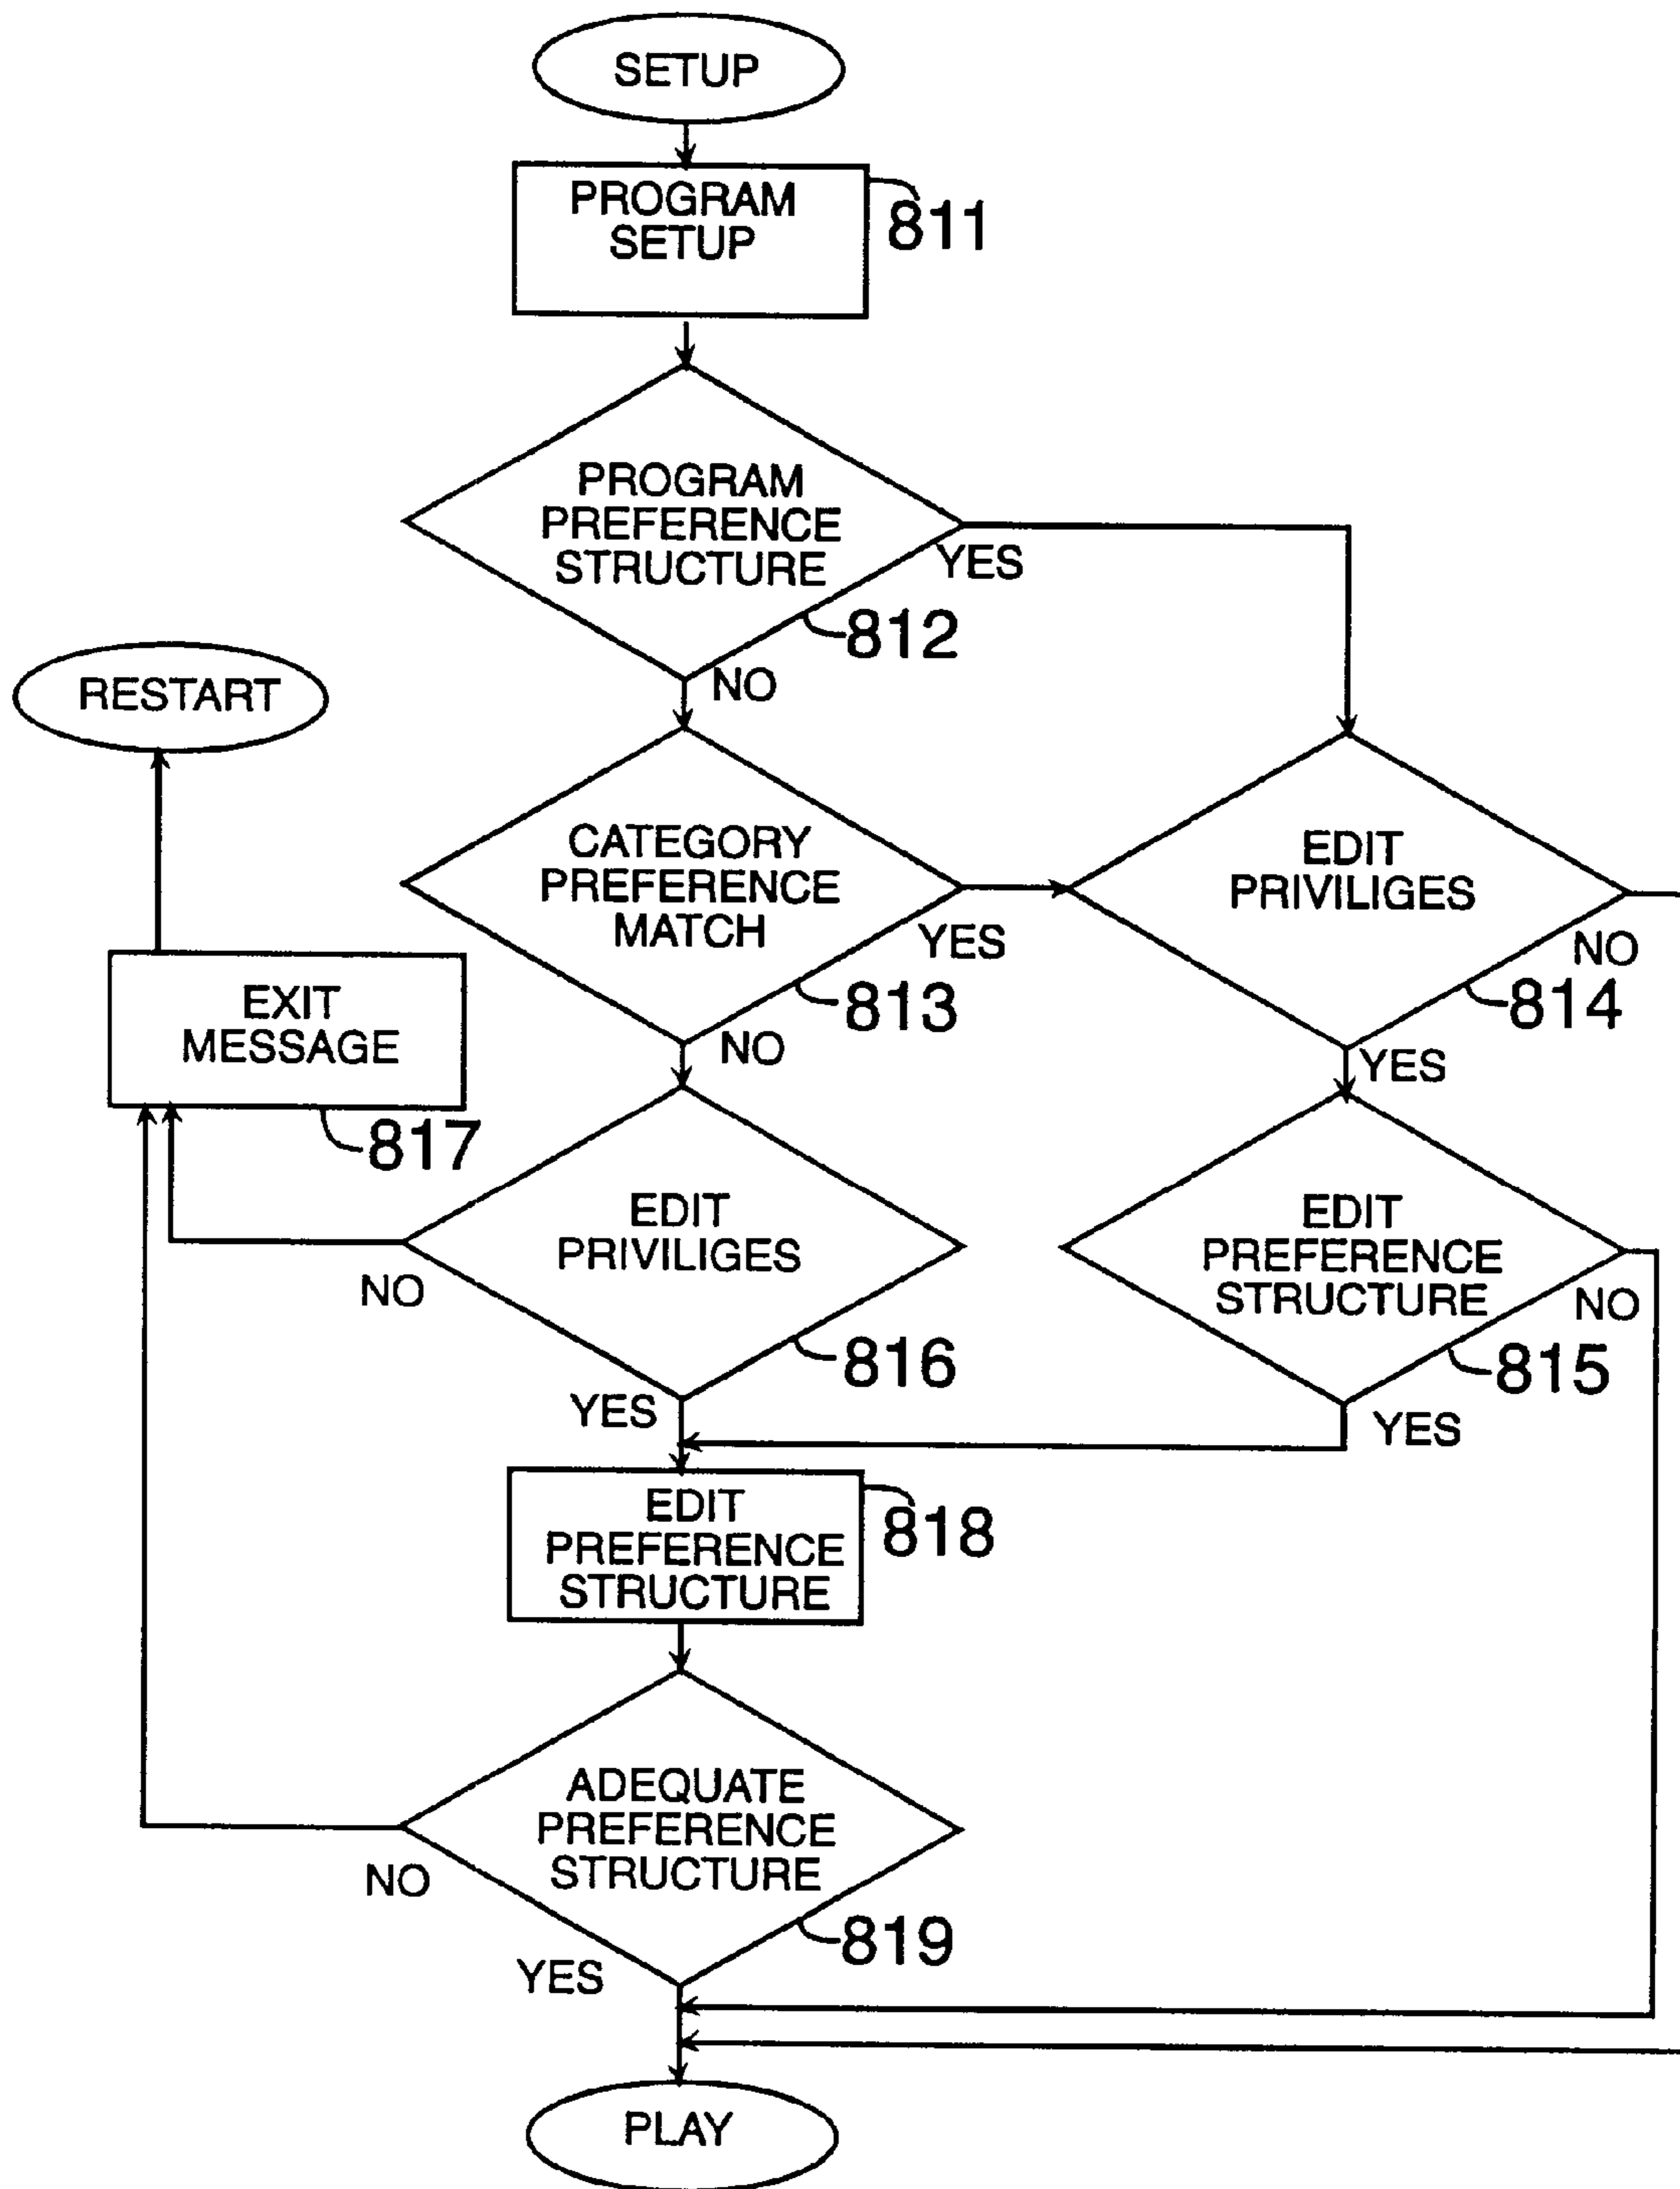 SETUP
PROGRAM
SETUP
811
PROGRAM
PREFERENCE
STRUCTURE
YES
812
NO
RESTART
CATEGORY
PREFERENCE
MATCH
YES
813
NO
EDIT
PRIVILIGES
NO
814
YES
EXIT
MESSAGE
817
EDIT
PRIVILIGES
NO
816
YES
EDIT
PREFERENCE
STRUCTURE
NO
815
YES
EDIT
PREFERENCE
STRUCTURE
818
ADEQUATE
PREFERENCE
STRUCTURE
NO
819
YES
PLAY